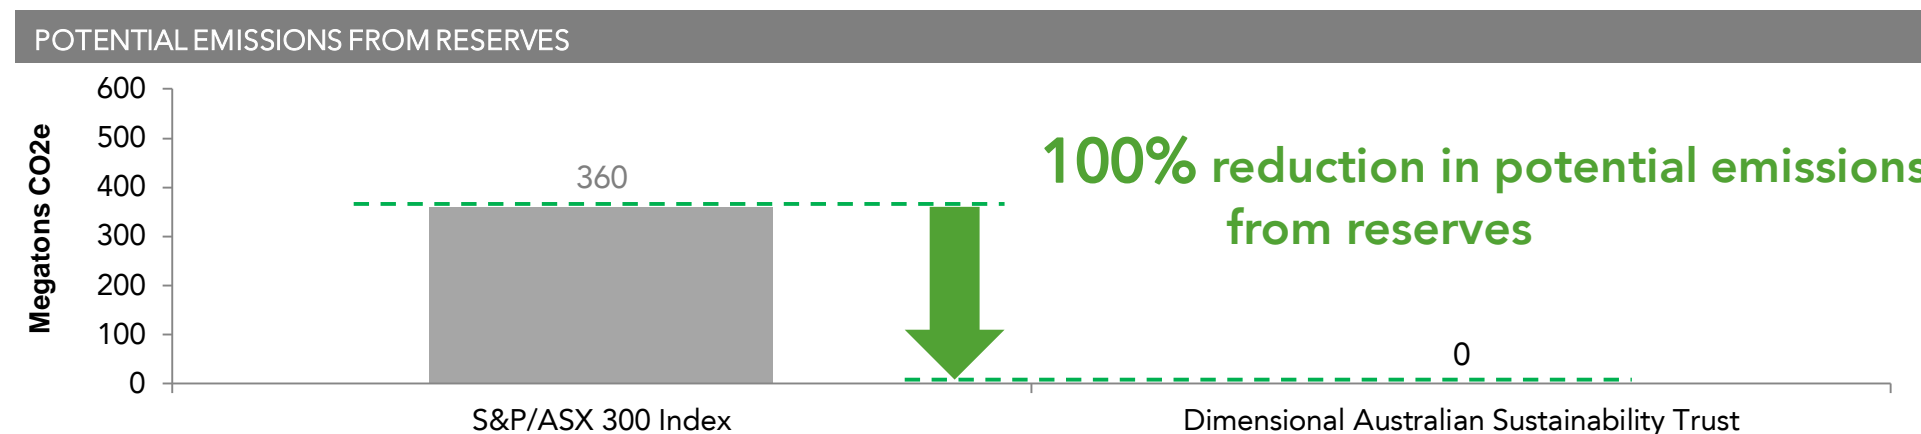 POTENTIAL EMISSIONS FROM RESERVES
600
500
400
300
200
100
0
Megatons CO2e
360
100% reduction in potential emissions
from reserves
0
S&P/ASX 300 Index
Dimensional Australian Sustainability Trust